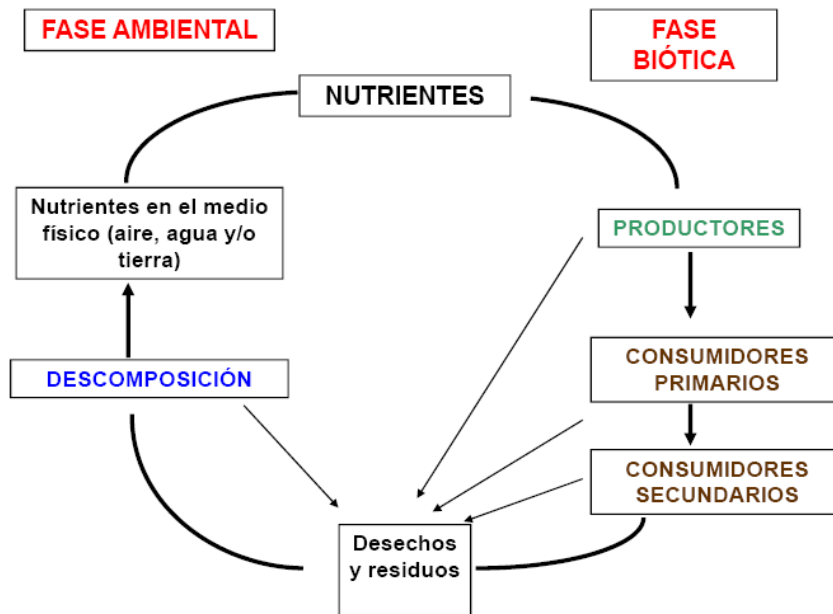 FASE AMBIENTAL
FASE
BIÓTICA
NUTRIENTES
Nutrientes en el medio
físico (aire, agua y/o
tierra)
PRODUCTORES
DESCOMPOSICIÓN
CONSUMIDORES
PRIMARIOS
CONSUMIDORES
SECUNDARIOS
Desechos
y residuos